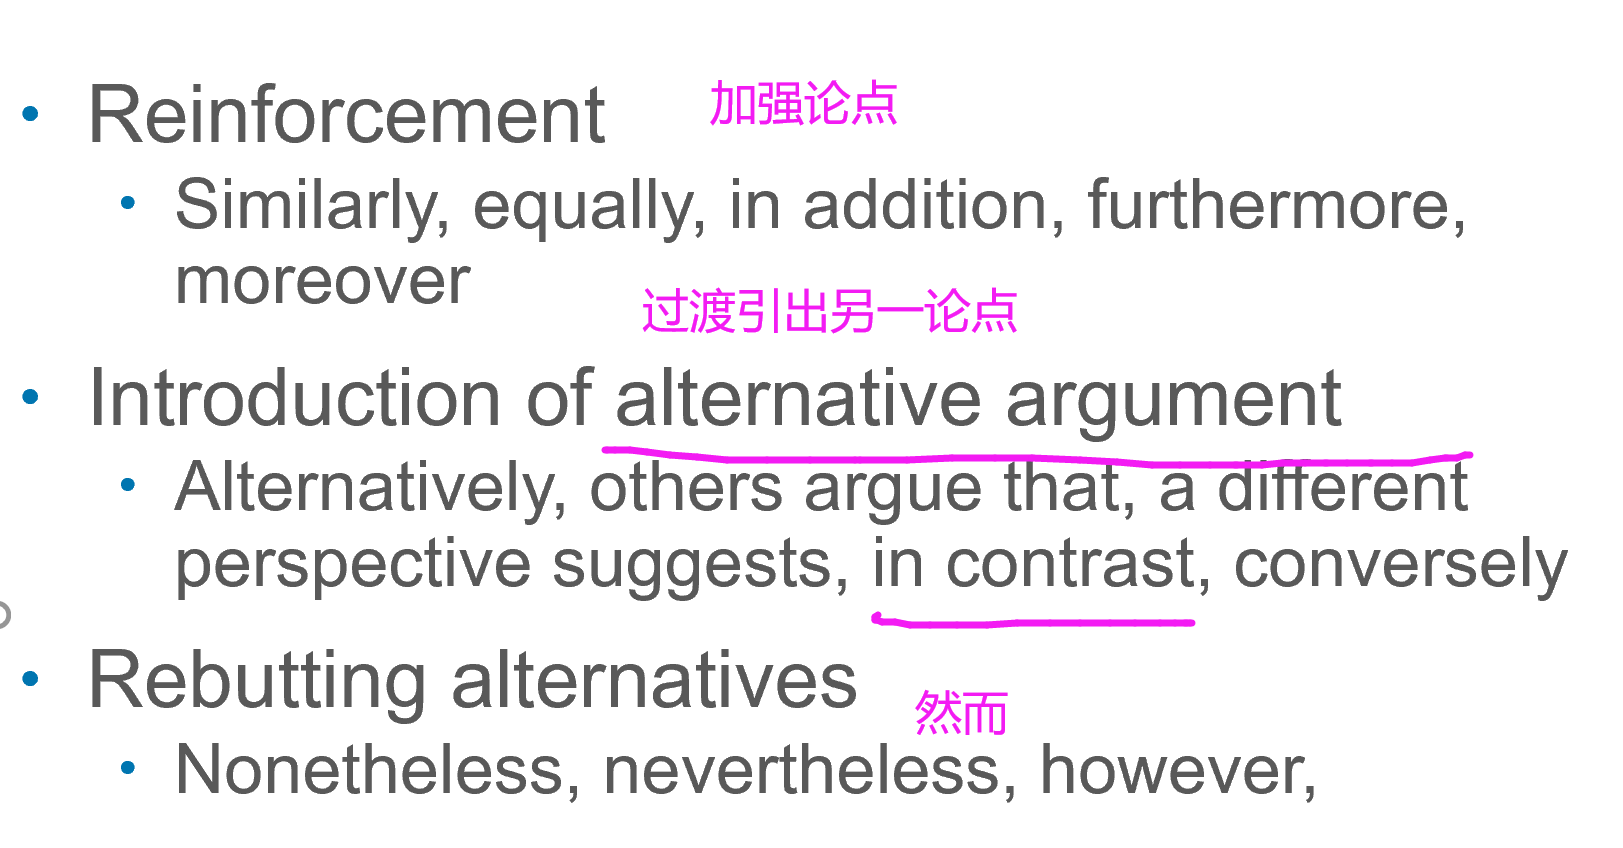 • Reinforcement 加强论点
• Similarly, equally, in addition, furthermore,
moreover
过渡引出另一论点
• Introduction of alternative argument
• Alternatively, others argue that, a different
perspective suggests, in contrast, conversely
• Rebutting alternatives
然而
• Nonetheless, nevertheless, however,